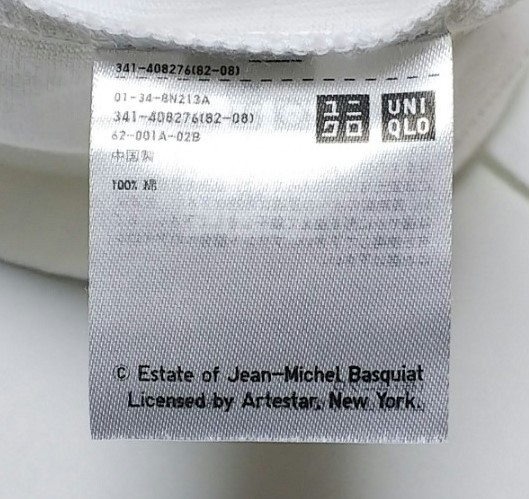 341-408276(82-08)
01-34-8N213A
341-408276(82-08)
62-001A-02B
中国製
100% 綿
ユニ
クロ
UNI
QLO
© Estate of Jean-Michel Basquiat
Licensed by Artestar, New York.